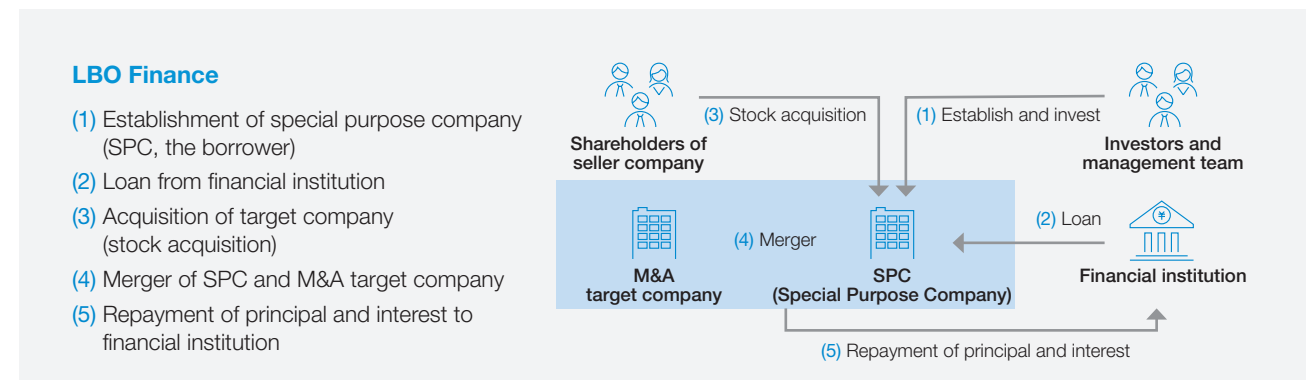 LBO Finance
(1) Establishment of special purpose company
(SPC, the borrower)
(2) Loan from financial institution
(3) Acquisition of target company
(stock acquisition)
(4) Merger of SPC and M&A target company
(5) Repayment of principal and interest to
financial institution
(3) Stock acquisition
(1) Establish and invest
Shareholders of
seller company
Investors and
management team
(4) Merger
(2) Loan
¥
M&A
target company
SPC
(Special Purpose Company)
Financial institution
(5) Repayment of principal and interest